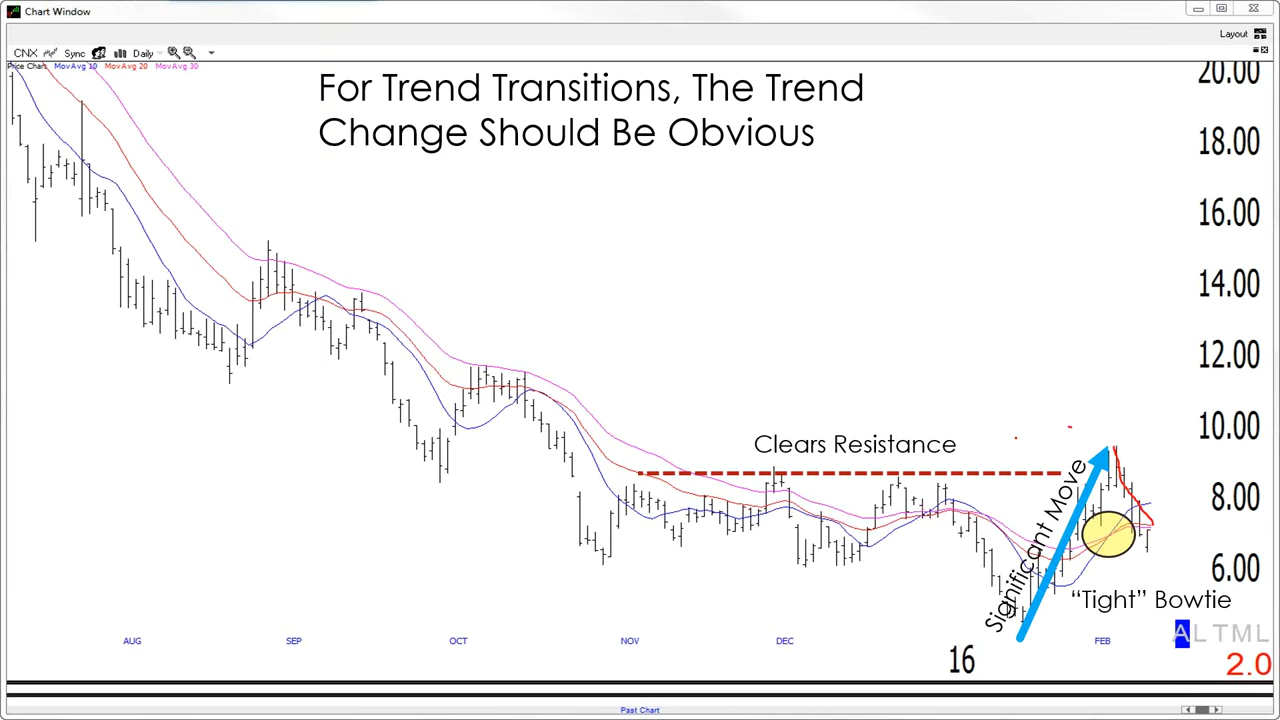 Chart Window
Layout
CNX Sync Daily
Price Chart MovAvg 10 MovAvg 20 MovAvg 30
For Trend Transitions, The Trend
Change Should Be Obvious
20.00
18.00
16.00
14.00
12.00
10.00
Clears Resistance
8.00
Significant Move
6.00
“Tight” Bowtie
AUG SEP OCT NOV DEC 16 FEB
ALTML
2.0
Past Chart